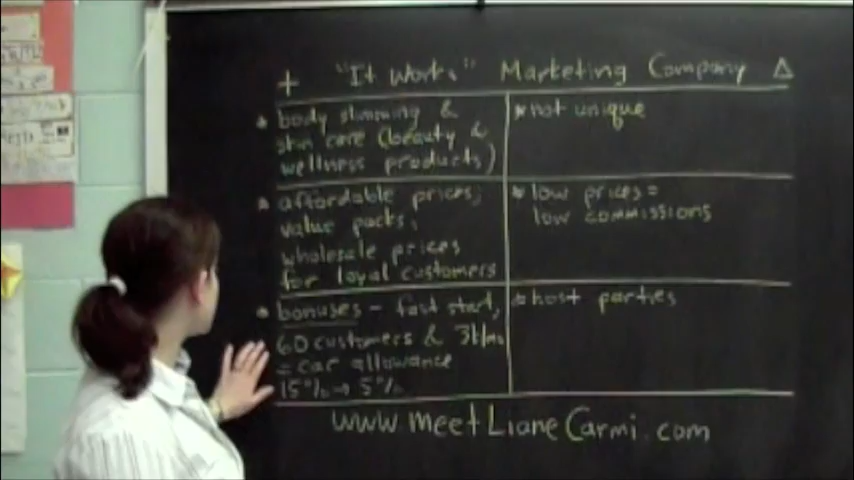 + "It Works" Marketing Company Δ
* body slimming &
skin care (beauty &
wellness products)
* not unique
* affordable prices;
value packs,
wholesale prices
for loyal customers
* low prices =
low commissions
* bonuses - fast start,
60 customers &
= car allowance
15% → 5%
* host parties
www.meetLianeCarmi.com